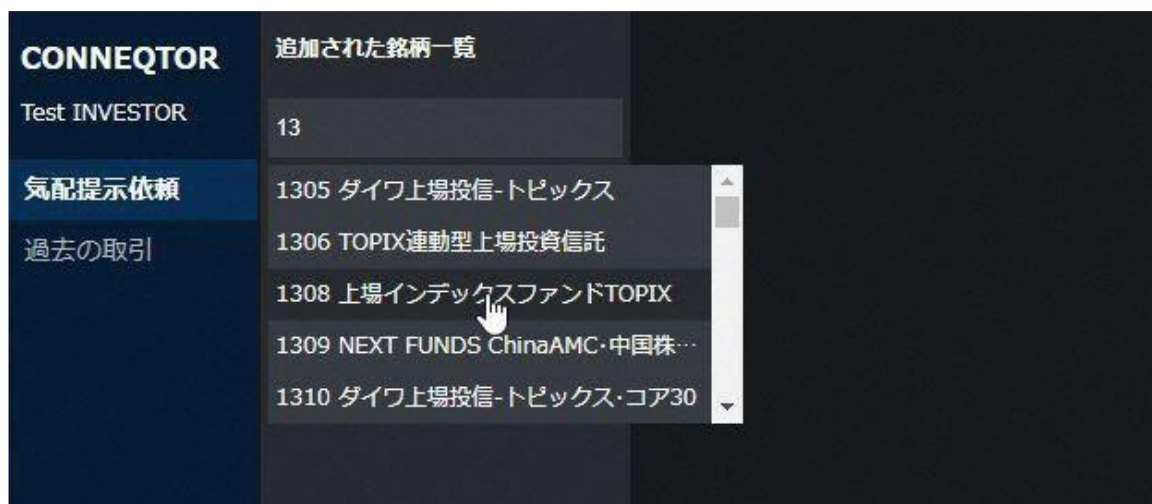 CONNEQTOR
Test INVESTOR
気配提示依頼
過去の取引
追加された銘柄一覧
13
1305 ダイワ上場投信-トピックス
1306 TOPIX連動型上場投資信託
1308 上場インデックスファンドTOPIX
1309 NEXT FUNDS ChinaAMC・中国株…
1310 ダイワ上場投信-トピックス・コア30